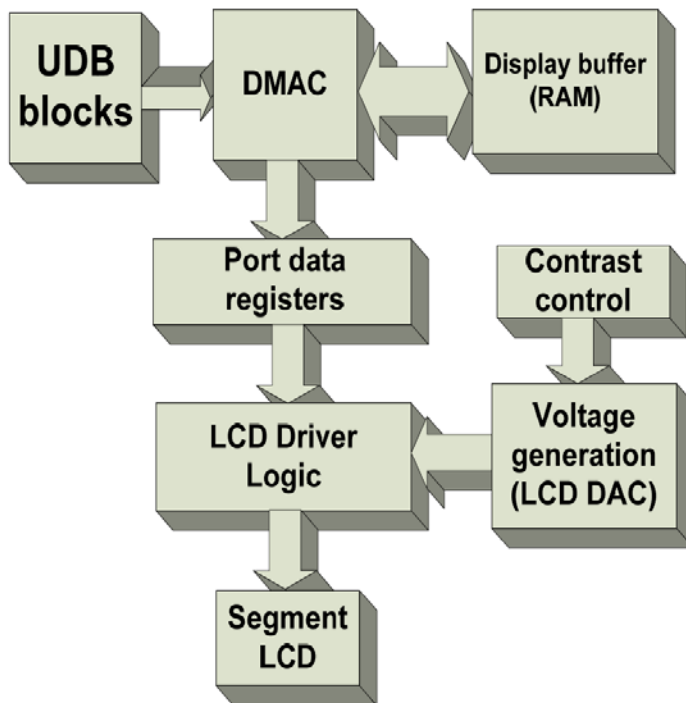 UDB
blocks
DMAC
Display buffer
(RAM)
Port data
registers
Contrast
control
LCD Driver
Logic
Voltage
generation
(LCD DAC)
Segment
LCD